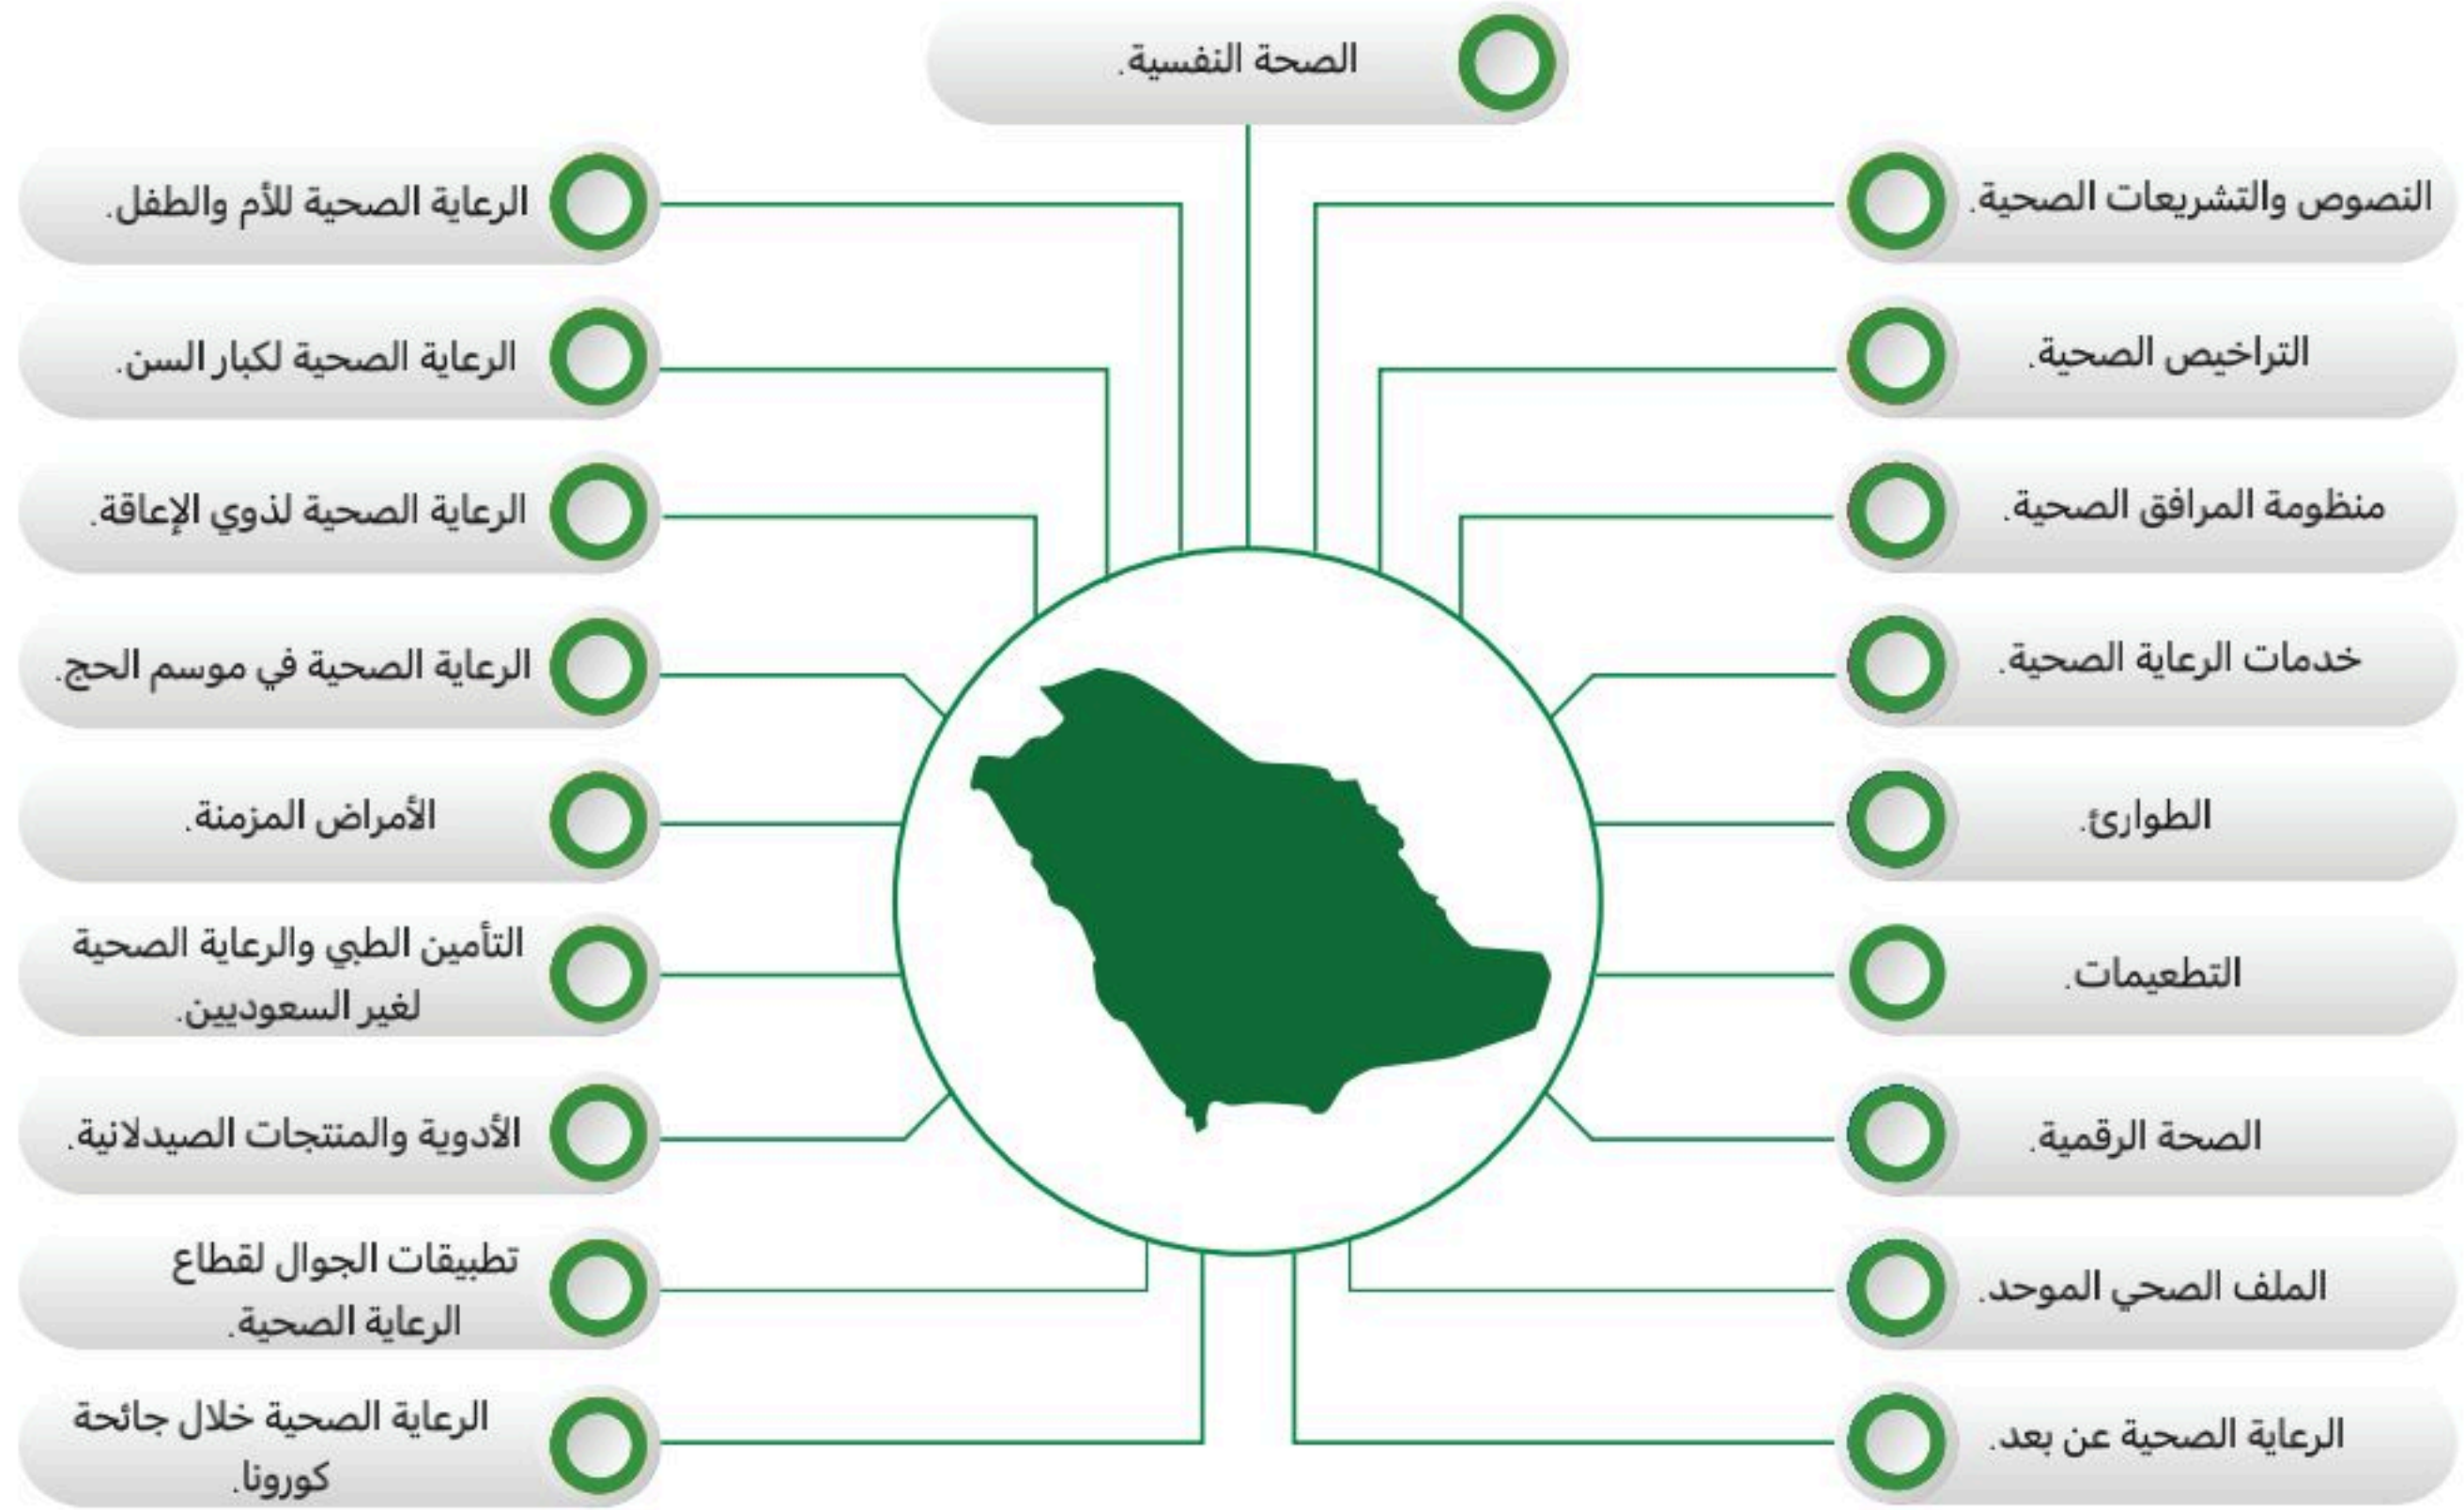 الصحة النفسية.
النصوص والتشريعات الصحية.
التراخيص الصحية.
منظومة المرافق الصحية.
خدمات الرعاية الصحية.
الطوارئ.
التطعيمات.
الصحة الرقمية.
الملف الصحي الموحد.
الرعاية الصحية عن بعد.
الرعاية الصحية للأم والطفل.
الرعاية الصحية لكبار السن.
الرعاية الصحية لذوي الإعاقة.
الرعاية الصحية في موسم الحج.
الأمراض المزمنة.
التأمين الطبي والرعاية الصحية
لغير السعوديين.
الأدوية والمنتجات الصيدلانية.
تطبيقات الجوال لقطاع
الرعاية الصحية.
الرعاية الصحية خلال جائحة
كورونا.